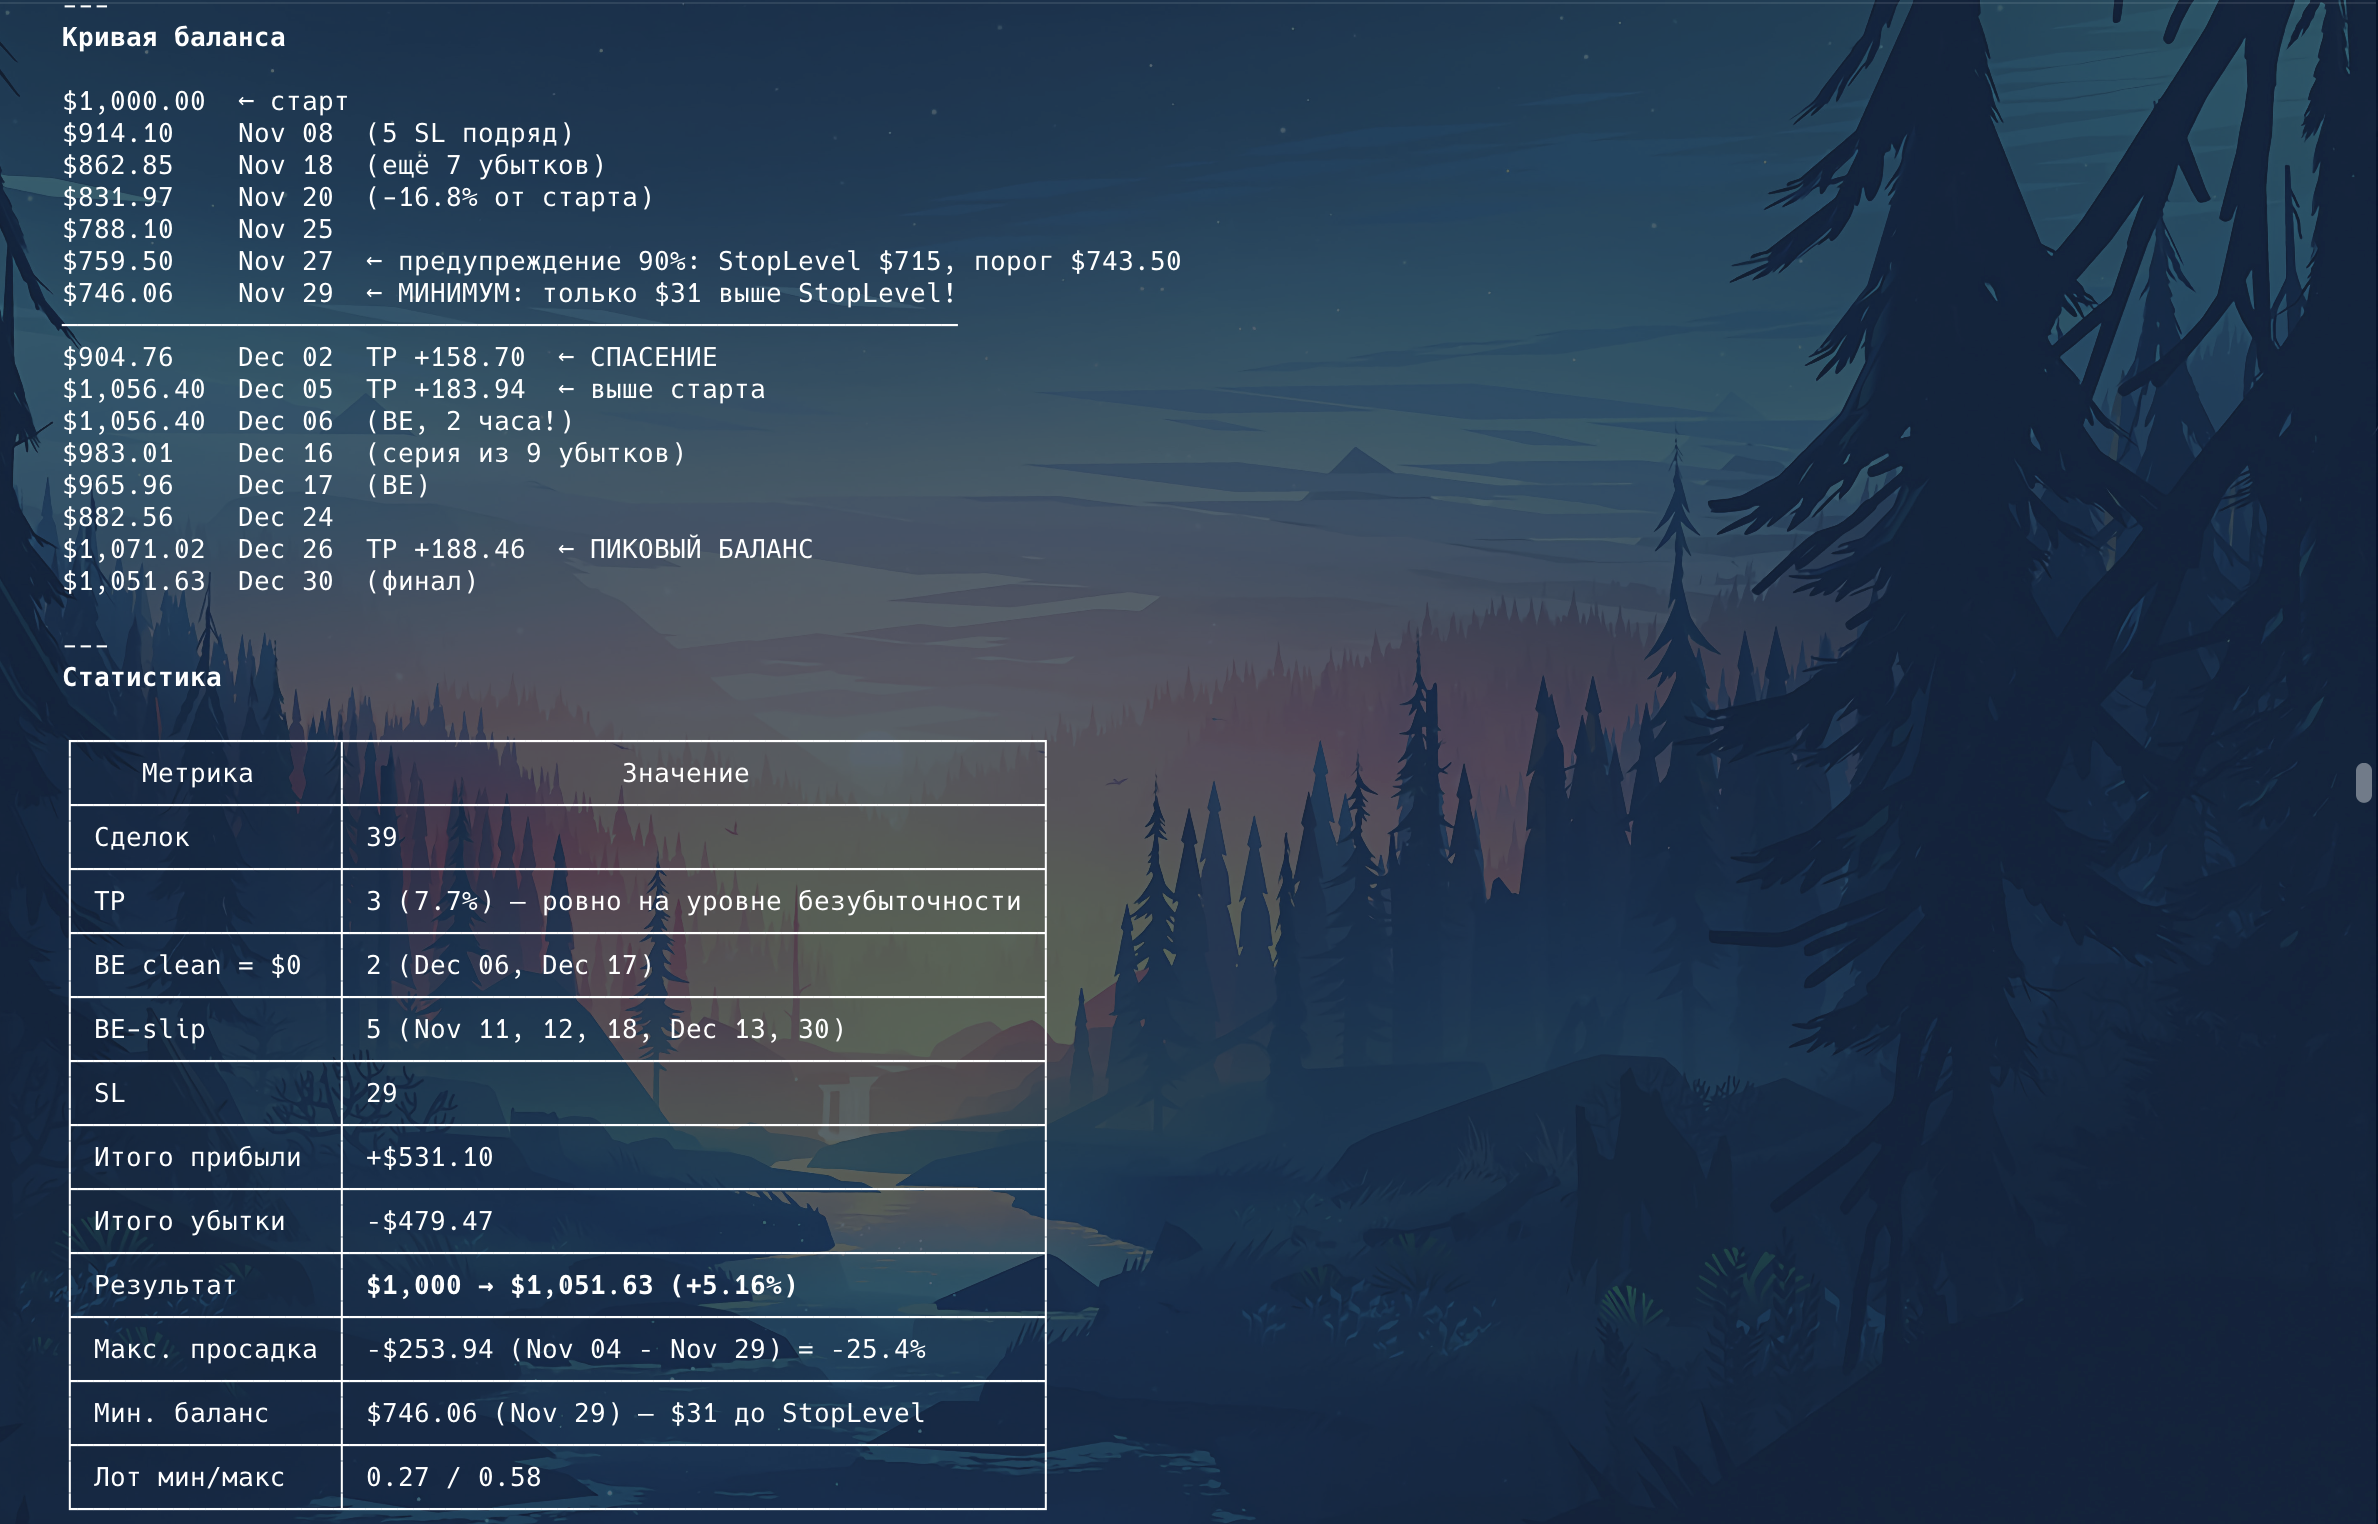 ---
Кривая баланса
$1,000.00  ← старт
$914.10    Nov 08  (5 SL подряд)
$862.85    Nov 18  (ещё 7 убытков)
$831.97    Nov 20  (-16.8% от старта)
$788.10    Nov 25
$759.50    Nov 27  ← предупреждение 90%: StopLevel $715, порог $743.50
$746.06    Nov 29  ← МИНИМУМ: только $31 выше StopLevel!
$904.76    Dec 02  TP +158.70  ← СПАСЕНИЕ
$1,056.40  Dec 05  TP +183.94  ← выше старта
$1,056.40  Dec 06  (BE, 2 часа!)
$983.01    Dec 16  (серия из 9 убытков)
$965.96    Dec 17  (BE)
$882.56    Dec 24
$1,071.02  Dec 26  TP +188.46  ← ПИКОВЫЙ БАЛАНС
$1,051.63  Dec 30  (финал)
---
Статистика
Метрика  Значение
Сделок  39
TP  3 (7.7%) — ровно на уровне безубыточности
BE clean = $0  2 (Dec 06, Dec 17)
BE-slip  5 (Nov 11, 12, 18, Dec 13, 30)
SL  29
Итого прибыли  +$531.10
Итого убытки  -$479.47
Результат  $1,000 → $1,051.63 (+5.16%)
Макс. просадка  -$253.94 (Nov 04 - Nov 29) = -25.4%
Мин. баланс  $746.06 (Nov 29) — $31 до StopLevel
Лот мин/макс  0.27 / 0.58